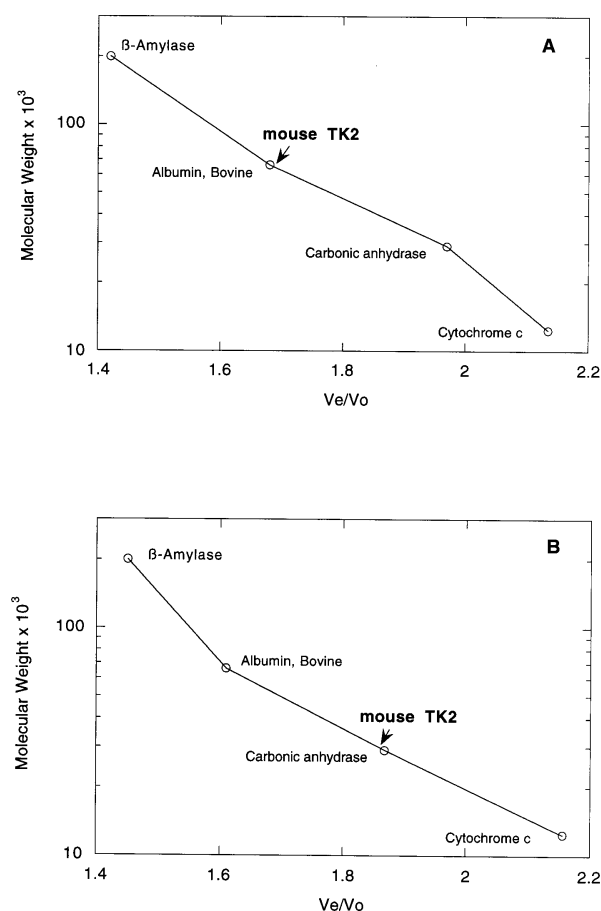 A
ß-Amylase
100
mouse TK2
Albumin, Bovine
Carbonic anhydrase
Cytochrome c
10
Molecular Weight x 10³
1.4 1.6 1.8 2 2.2
Ve/Vo
B
ß-Amylase
100
Albumin, Bovine
mouse TK2
Carbonic anhydrase
Cytochrome c
10
Molecular Weight x 10³
1.4 1.6 1.8 2 2.2
Ve/Vo